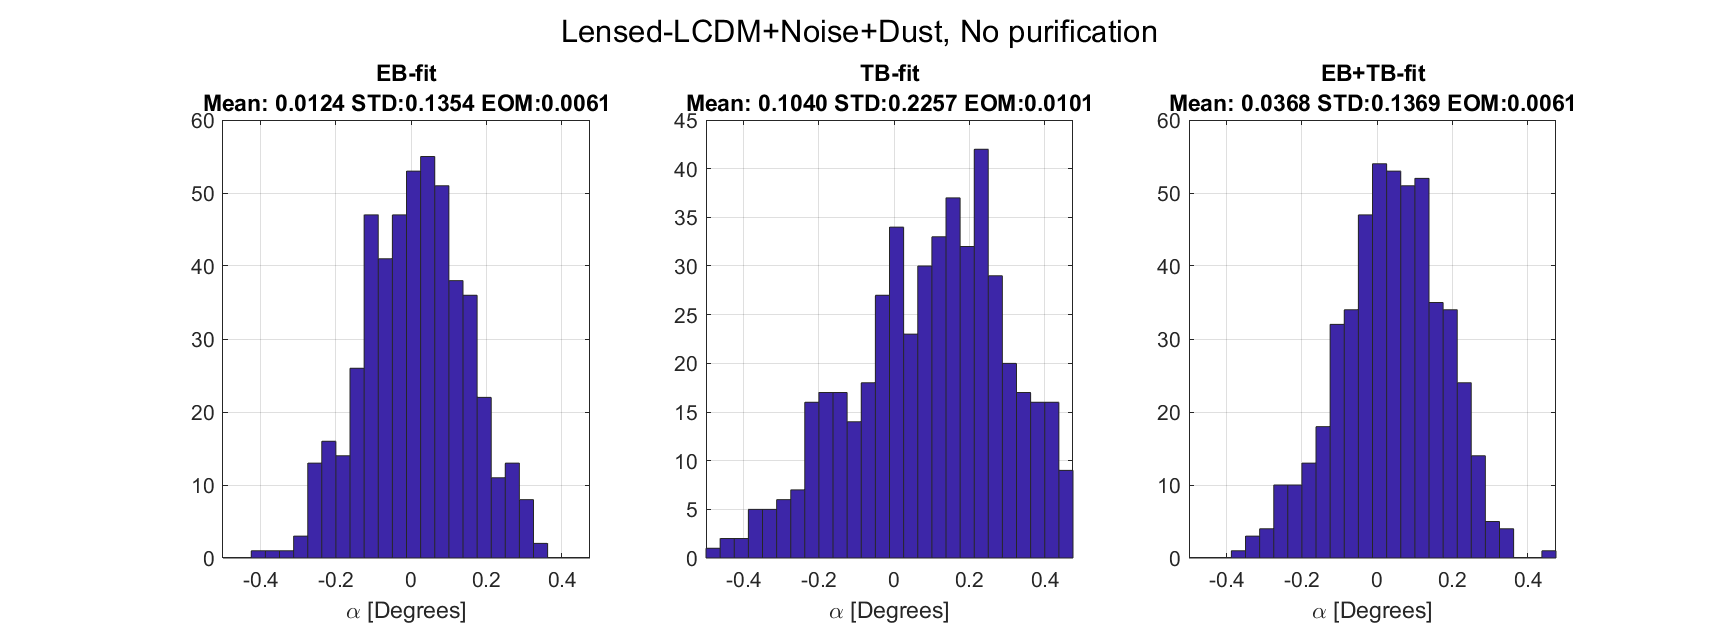 Lensed-LCDM+Noise+Dust, No purification
EB-fit
Mean: 0.0124 STD:0.1354 EOM:0.0061
60
50
40
30
20
10
0
-0.4 -0.2 0 0.2 0.4
α [Degrees]
TB-fit
Mean: 0.1040 STD:0.2257 EOM:0.0101
45
40
35
30
25
20
15
10
5
0
-0.4 -0.2 0 0.2 0.4
α [Degrees]
EB+TB-fit
Mean: 0.0368 STD:0.1369 EOM:0.0061
60
50
40
30
20
10
0
-0.4 -0.2 0 0.2 0.4
α [Degrees]